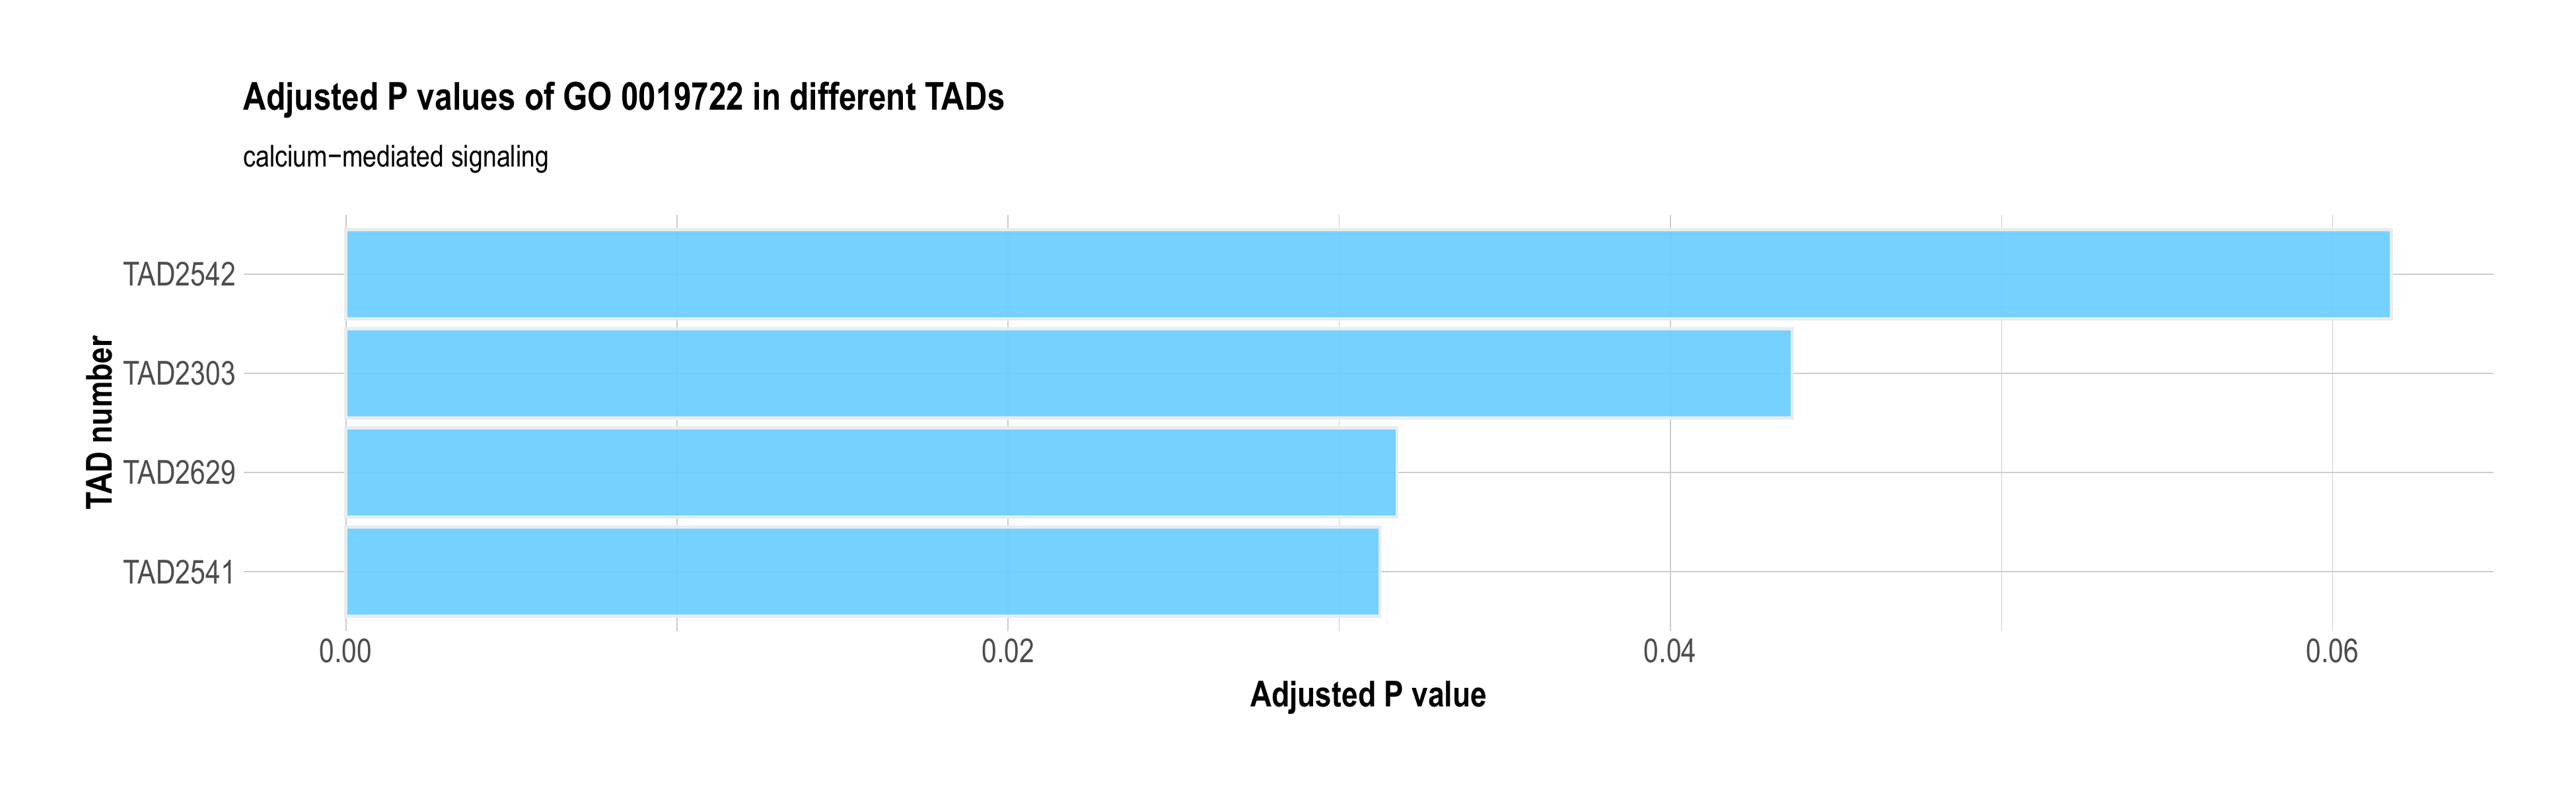 Adjusted P values of GO 0019722 in different TADs
calcium−mediated signaling
TAD number
TAD2542
TAD2303
TAD2629
TAD2541
0.00 0.02 0.04 0.06
Adjusted P value